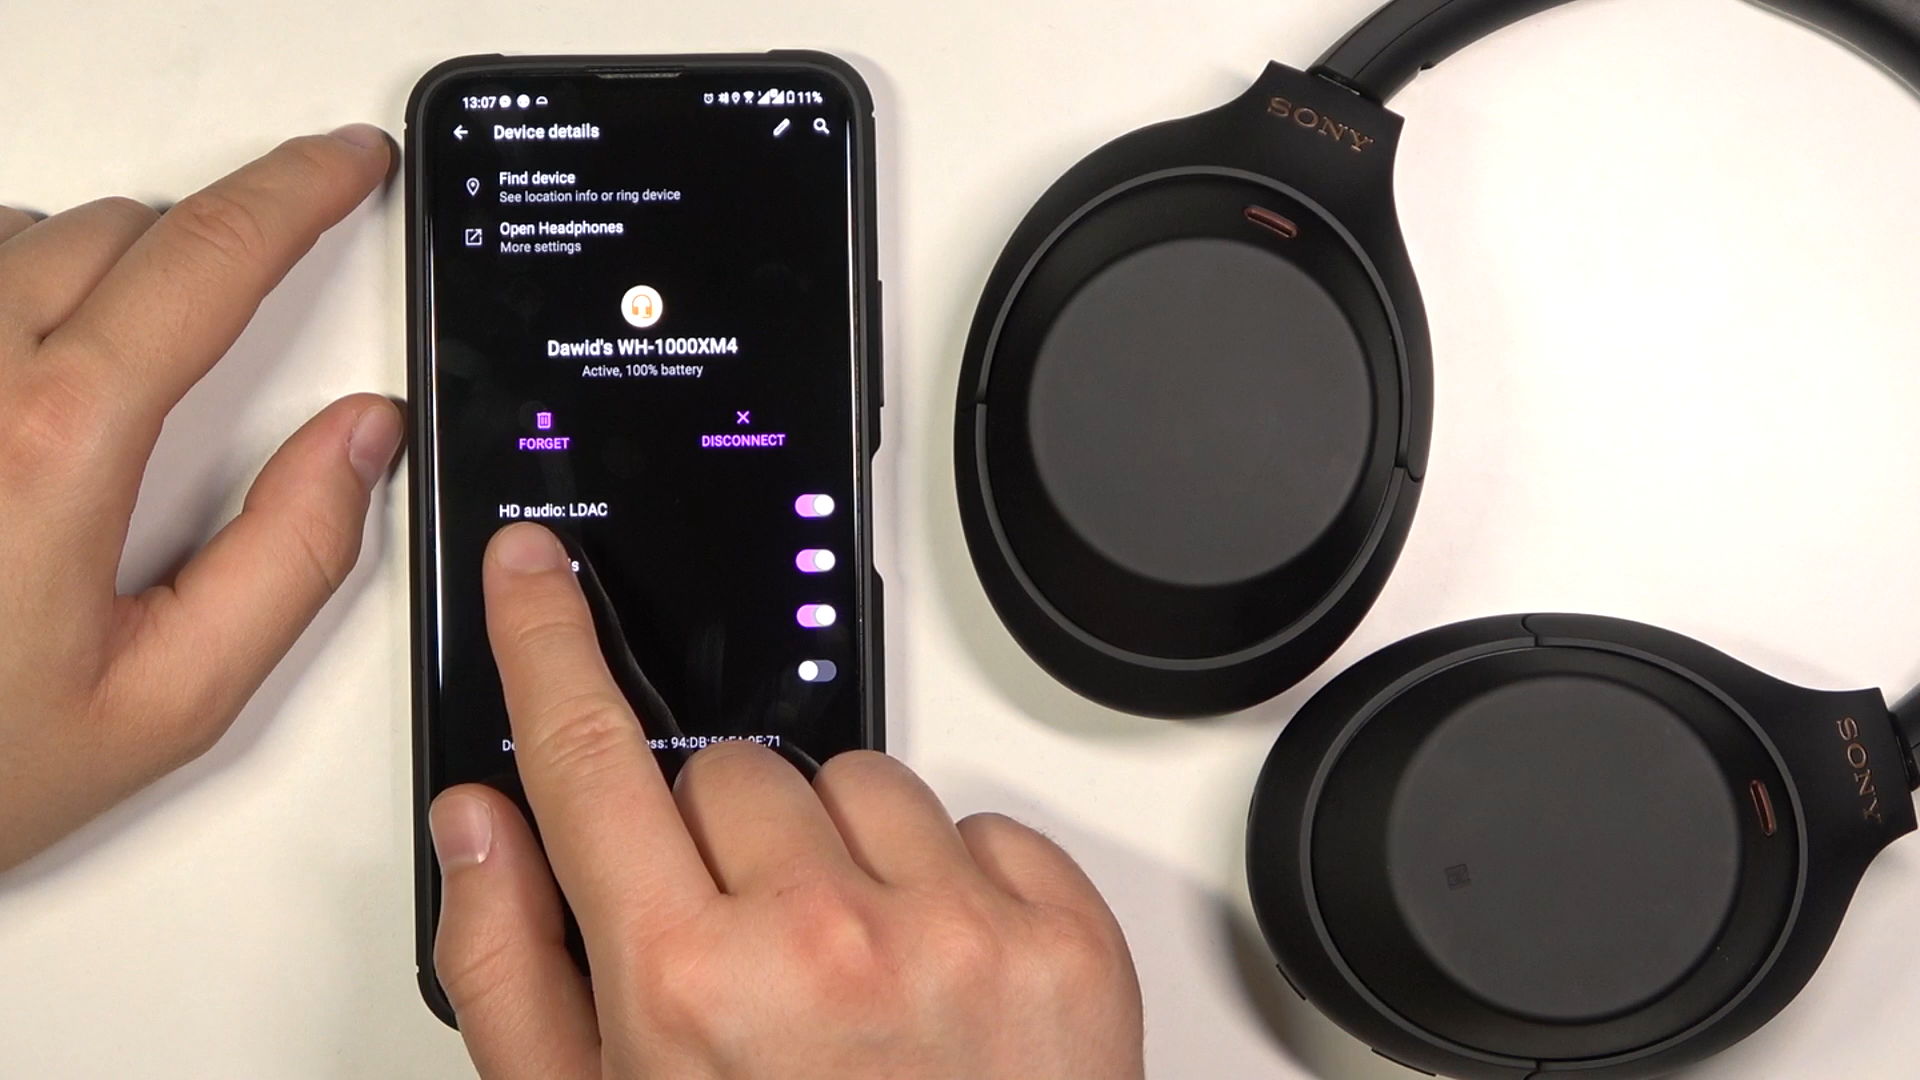 13:07
11%
Device details
Find device
See location info or ring device
Open Headphones
More settings
Dawid's WH-1000XM4
Active, 100% battery
FORGET
DISCONNECT
HD audio: LDAC
SONY
SONY